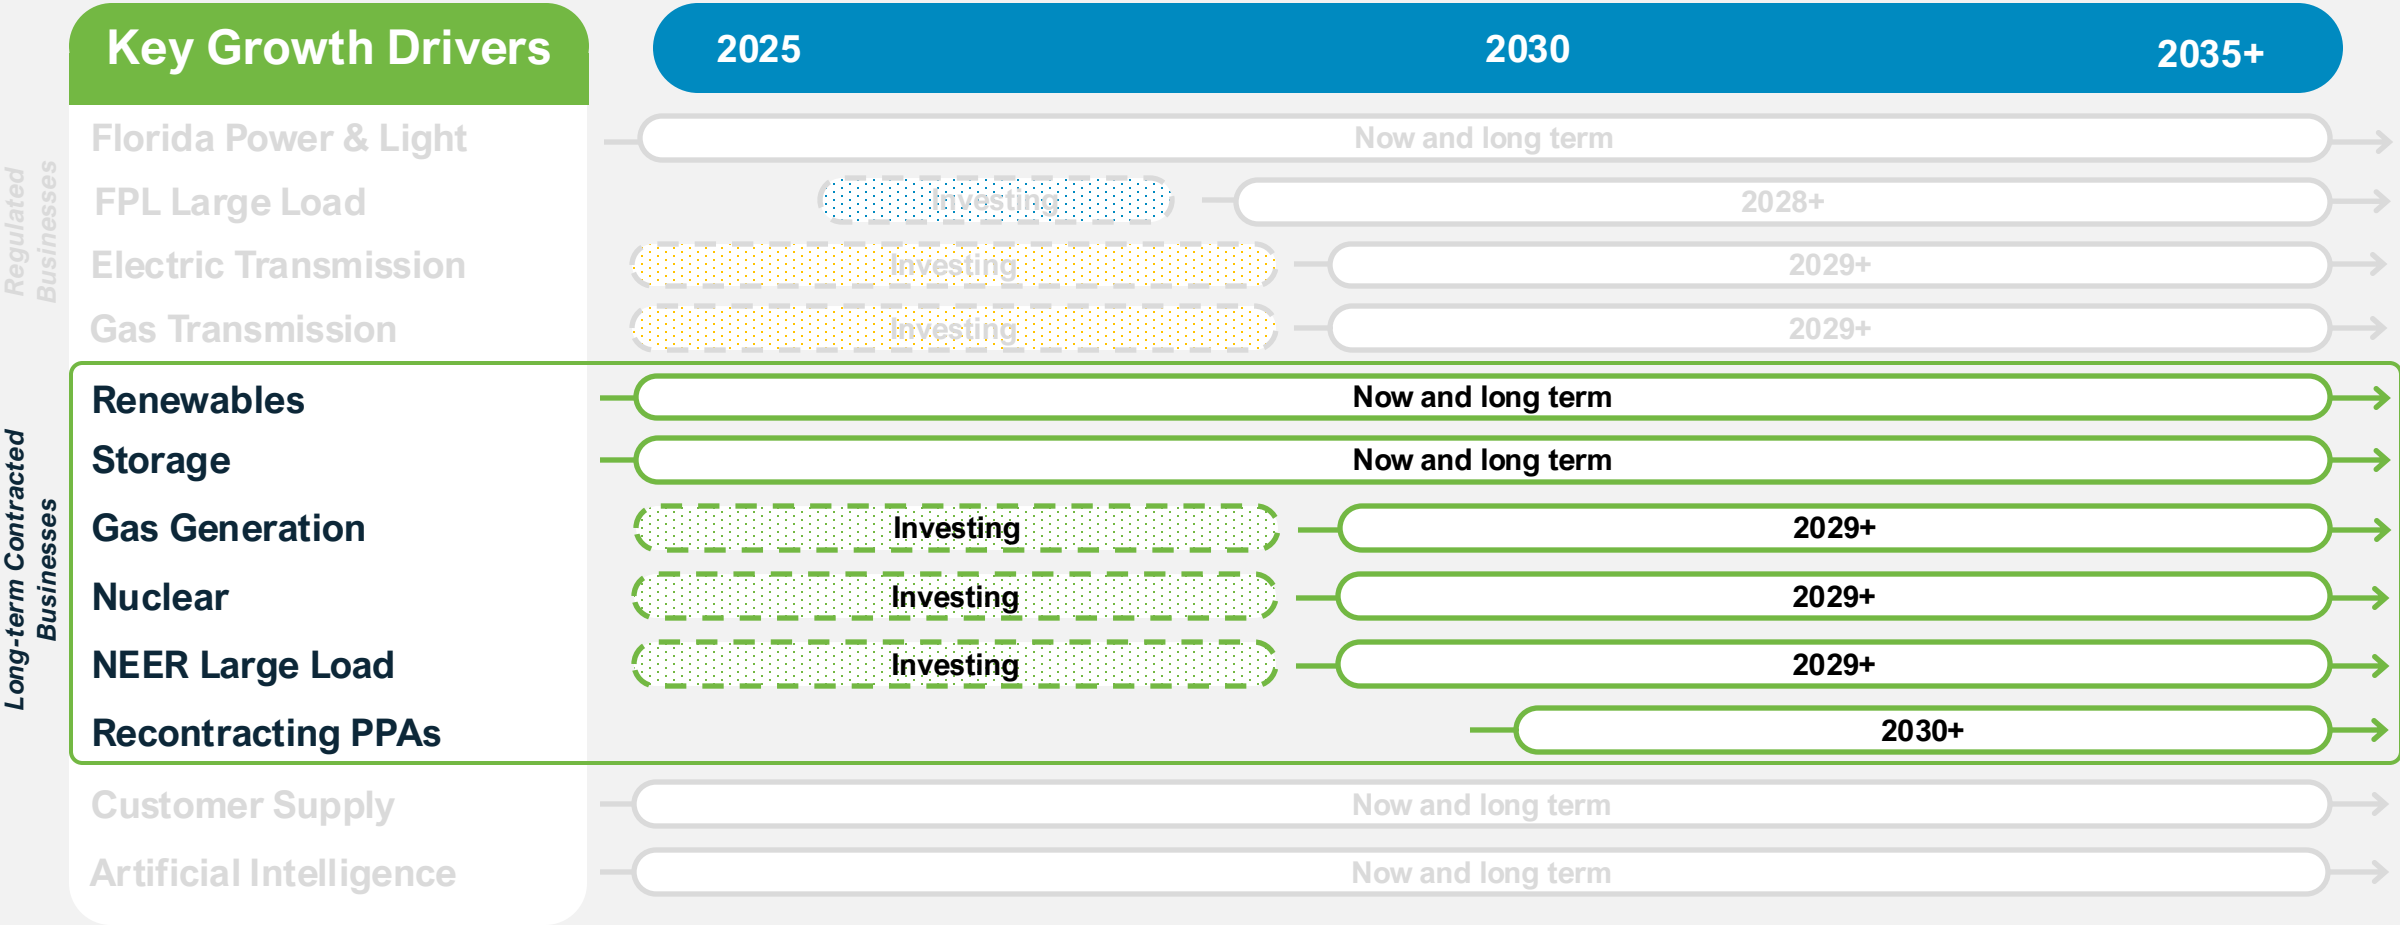 Key Growth Drivers 2025 2030 2035+
Regulated
Businesses
Florida Power & Light Now and long term
FPL Large Load Investing 2028+
Electric Transmission Investing 2029+
Gas Transmission Investing 2029+
Long-term Contracted
Businesses
Renewables Now and long term
Storage Now and long term
Gas Generation Investing 2029+
Nuclear Investing 2029+
NEER Large Load Investing 2029+
Recontracting PPAs 2030+
Customer Supply Now and long term
Artificial Intelligence Now and long term